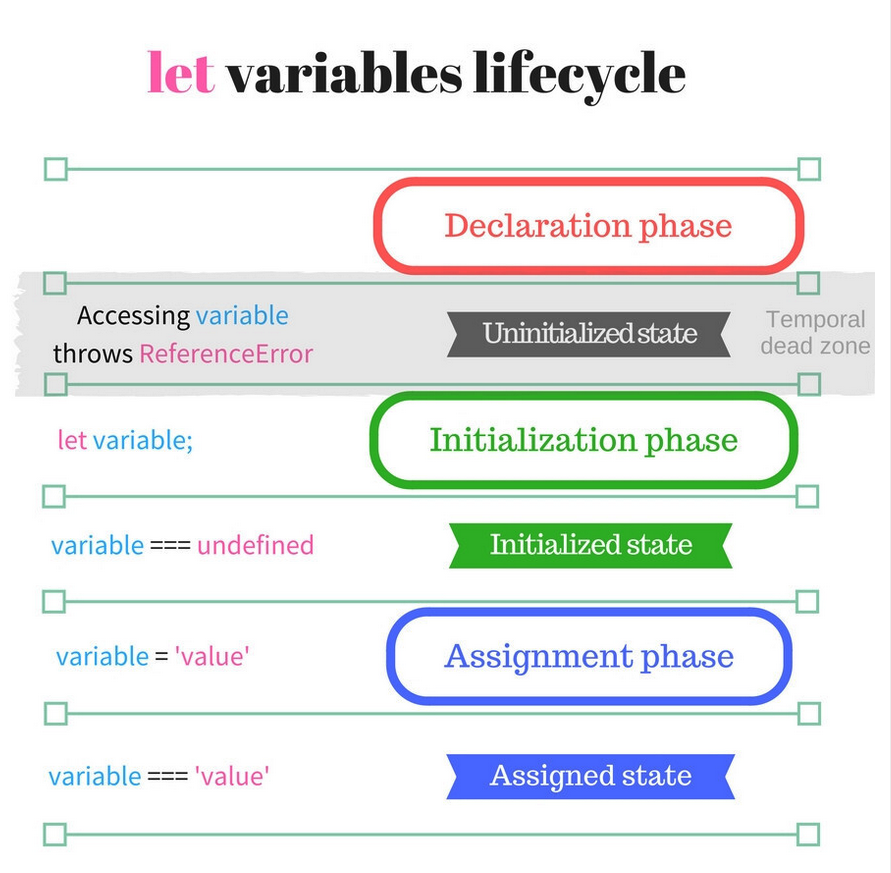 let variables lifecycle
Declaration phase
Accessing variable
throws ReferenceError
Uninitialized state
Temporal
dead zone
let variable;
Initialization phase
variable === undefined
Initialized state
variable = 'value'
Assignment phase
variable === 'value'
Assigned state